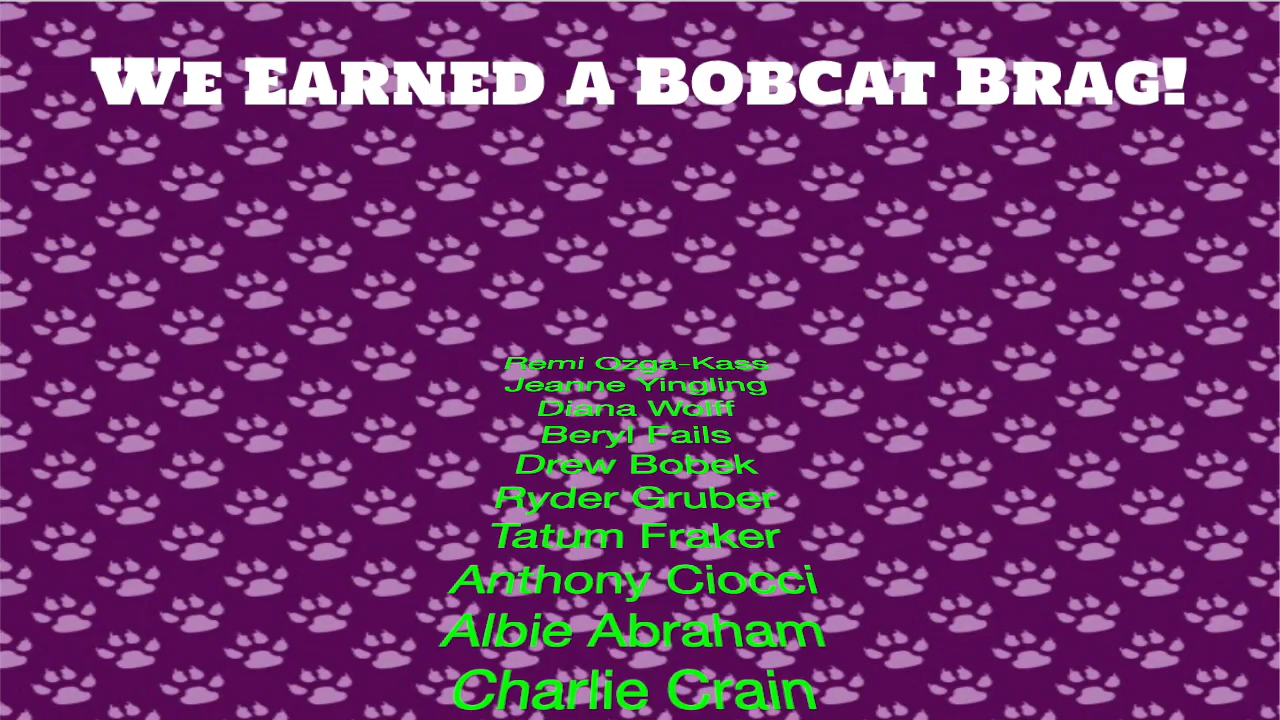 We Earned a Bobcat Brag!
Remi Ozga-Kass
Jeanne Yingling
Diana Wolff
Beryl Fails
Drew Bobek
Ryder Gruber
Tatum Fraker
Anthony Ciocci
Albie Abraham
Charlie Crain